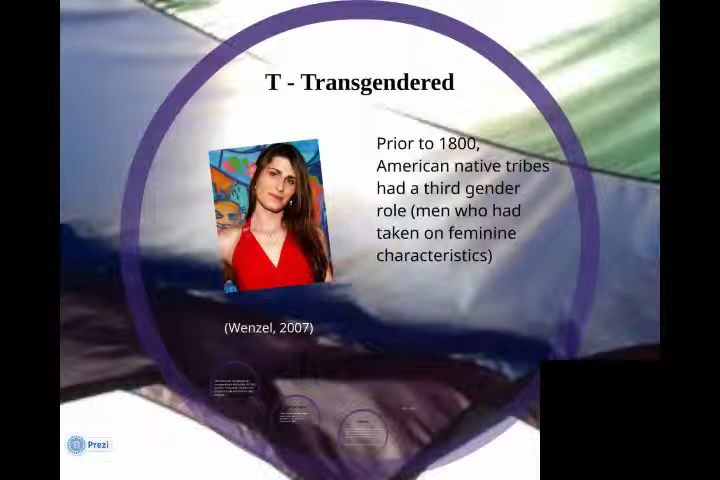 T - Transgendered
Prior to 1800,
American native tribes
had a third gender
role (men who had
taken on feminine
characteristics)
(Wenzel, 2007)
Prezi